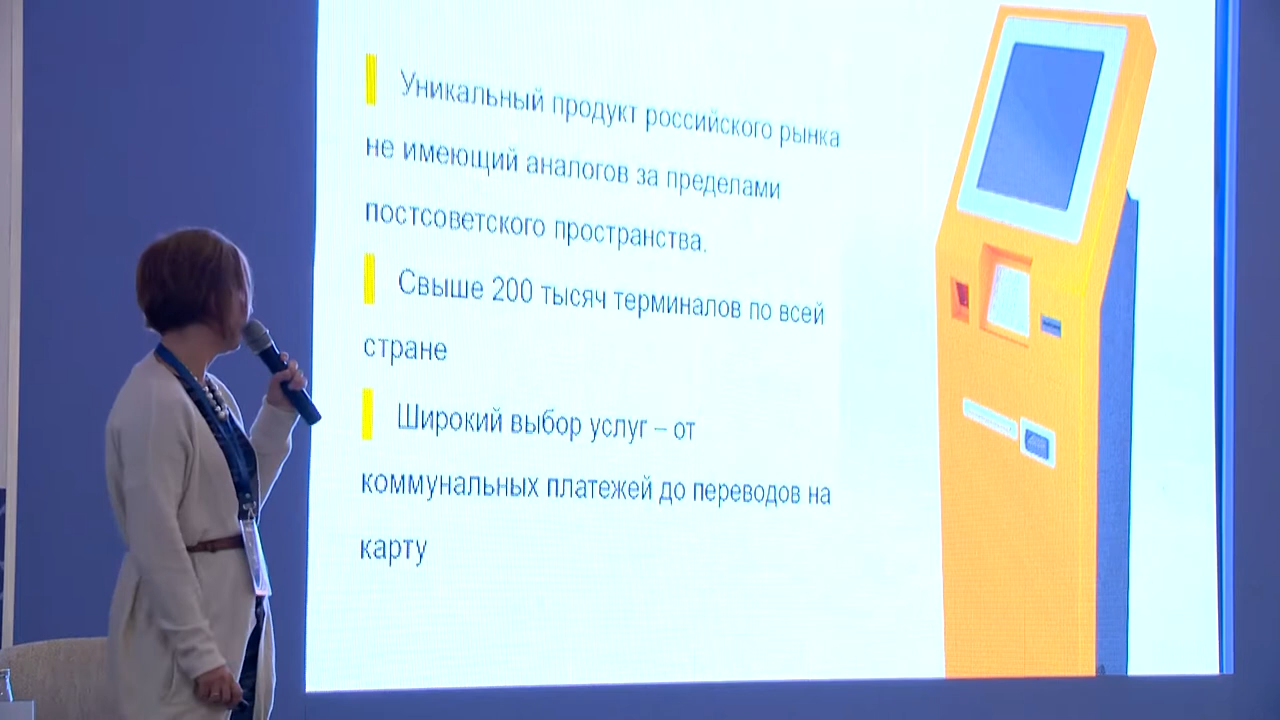 Уникальный продукт российского рынка
не имеющий аналогов за пределами
постсоветского пространства.
Свыше 200 тысяч терминалов по всей
стране
Широкий выбор услуг – от
коммунальных платежей до переводов на
карту